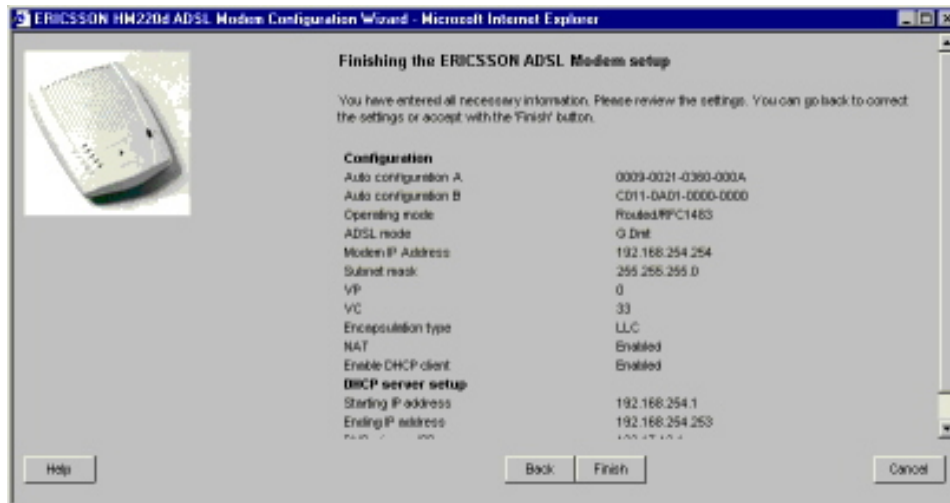 ERICSSON HM220d ADSL Modem Configuration Wizard - Microsoft Internet Explorer
Finishing the ERICSSON ADSL Modem setup
You have entered all necessary information. Please review the settings. You can go back to correct
the settings or accept with the 'Finish' button.
Configuration
Auto configuration A 0009-0021-0360-000A
Auto configuration B CD11-0A01-0000-0000
Operating mode Routed/RFC1483
ADSL mode G.Dmt
Modem IP Address 192.168.254.254
Subnet mask 255.255.255.0
VP 0
VC 33
Encapsulation type LLC
NAT Enabled
Enable DHCP client Enabled
DHCP server setup
Starting IP address 192.168.254.1
Ending IP address 192.168.254.253
Help Back Finish Cancel